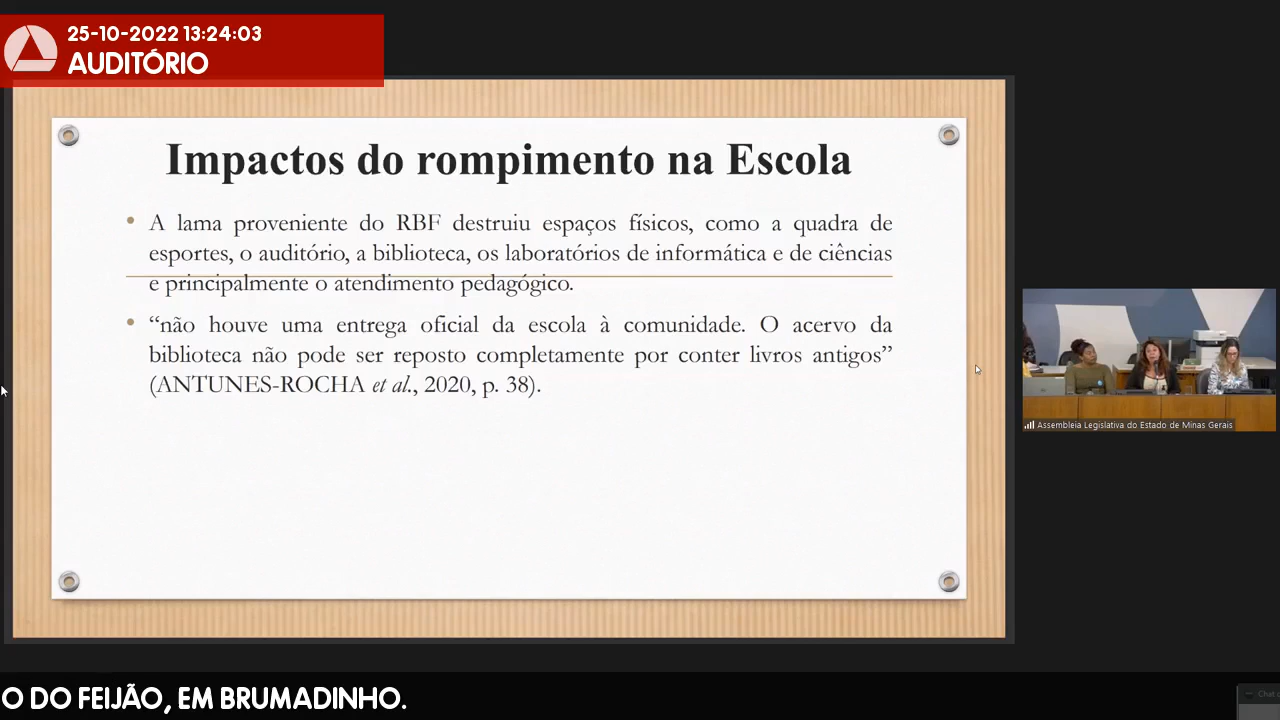 25-10-2022 13:24:03
AUDITÓRIO
Impactos do rompimento na Escola
• A lama proveniente do RBF destruiu espaços físicos, como a quadra de
esportes, o auditório, a biblioteca, os laboratórios de informática e de ciências
e principalmente o atendimento pedagógico.
• “não houve uma entrega oficial da escola à comunidade. O acervo da
biblioteca não pode ser reposto completamente por conter livros antigos”
(ANTUNES-ROCHA et al., 2020, p. 38).
Assembleia Legislativa do Estado de Minas Gerais
O DO FEIJÃO, EM BRUMADINHO.
Chat